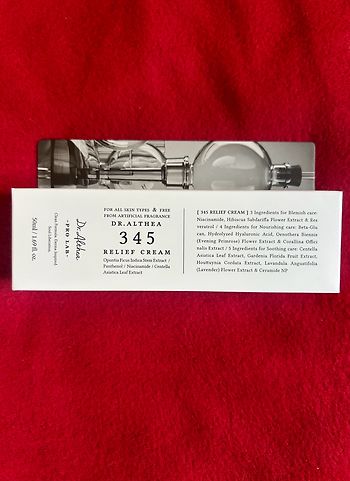 Dr.Althea
- PRO LAB -
50ml / 1.69 fl. oz.
FOR ALL SKIN TYPES & FREE
FROM ARTIFICIAL FRAGRANCE
DR.ALTHEA
345
RELIEF CREAM
Opuntia Ficus Indica Stem Extract /
Panthenol / Niacinamide / Centella
Asiatica Leaf Extract
[ 345 RELIEF CREAM ] 3 Ingredients for Blemish care:
Niacinamide, Hibiscus Sabdariffa Flower Extract & Res
veratrol / 4 Ingredients for Nourishing care: Beta-Glu
can, Hydrolyzed Hyaluronic Acid, Oenothera Biennis
(Evening Primrose) Flower Extract & Corallina Offici
nalis Extract / 5 Ingredients for Soothing care: Centella
Asiatica Leaf Extract, Gardenia Florida Fruit Extract,
Houttuynia Cordata Extract, Lavandula Angustifolia
(Lavender) Flower Extract & Ceramide NP